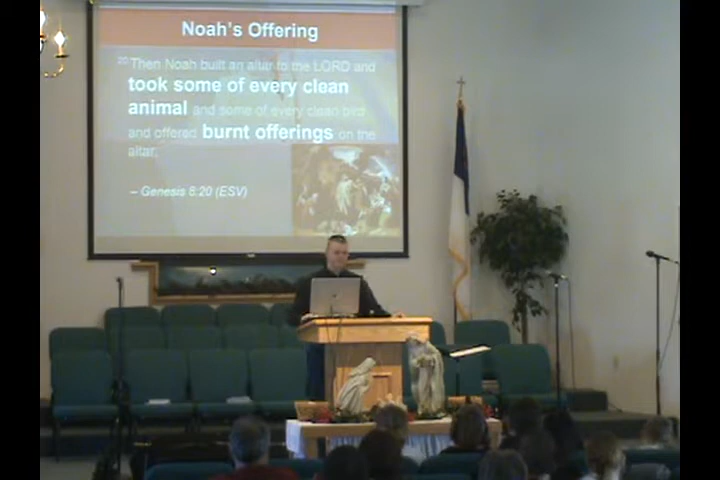 Noah's Offering
20 Then Noah built an altar to the LORD and
took some of every clean
animal and some of every clean bird
and offered burnt offerings on the
altar.
– Genesis 8:20 (ESV)